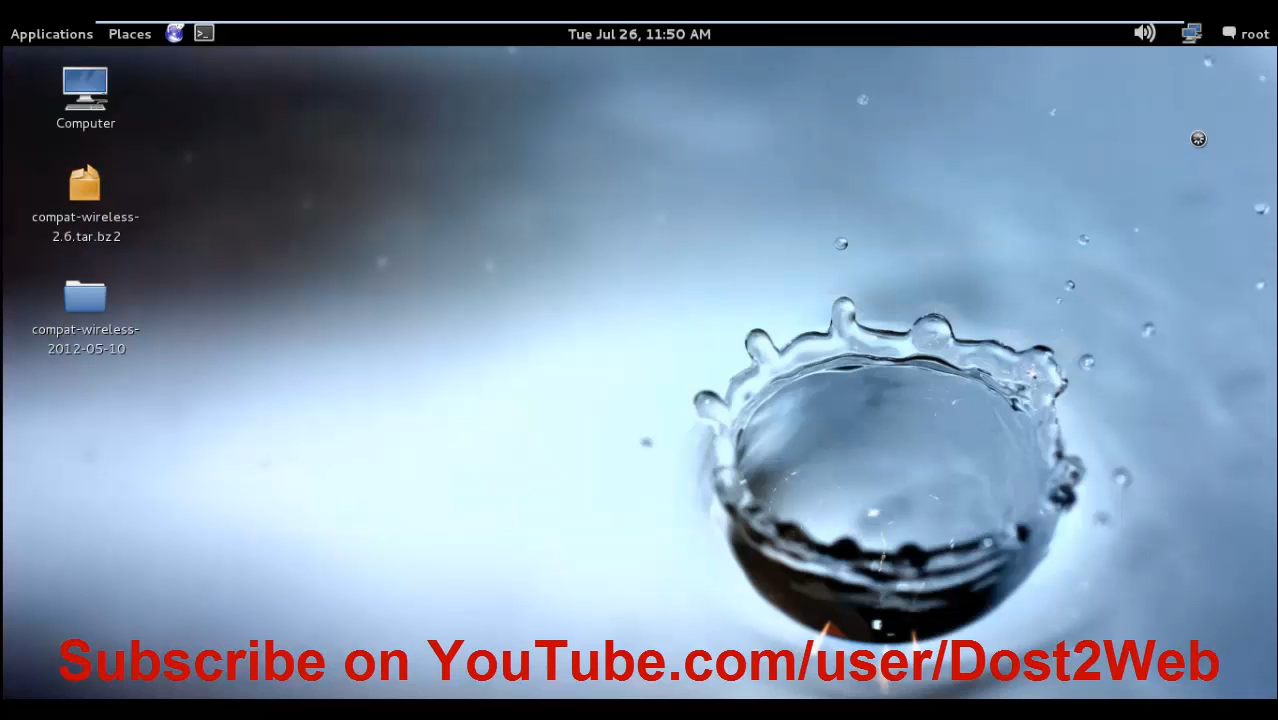 Applications Places Tue Jul 26, 11:50 AM root
Computer
compat-wireless-
2.6.tar.bz2
compat-wireless-
2012-05-10
Subscribe on YouTube.com/user/Dost2Web